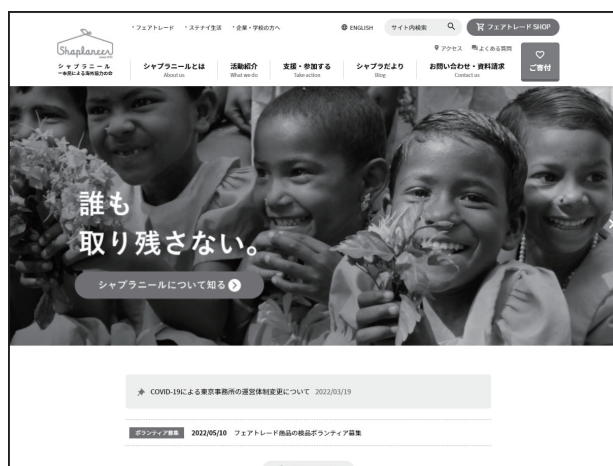 ・フェアトレード ・ステナイ生活 ・企業・学校の方へ
ENGLISH サイト内検索 フェアトレード SHOP
アクセス よくある質問
Shaplaneer
シャプラニール
シャプラニールとは 活動紹介 支援・参加する シャプラだより お問い合わせ・資料請求
About us What we do Take action Blog Contact us
ご寄付
誰も
取り残さない。
シャプラニールについて知る
COVID-19による東京事務所の運営体制変更について 2022/03/19
ボランティア募集 2022/05/10 フェアトレード商品の検品ボランティア募集